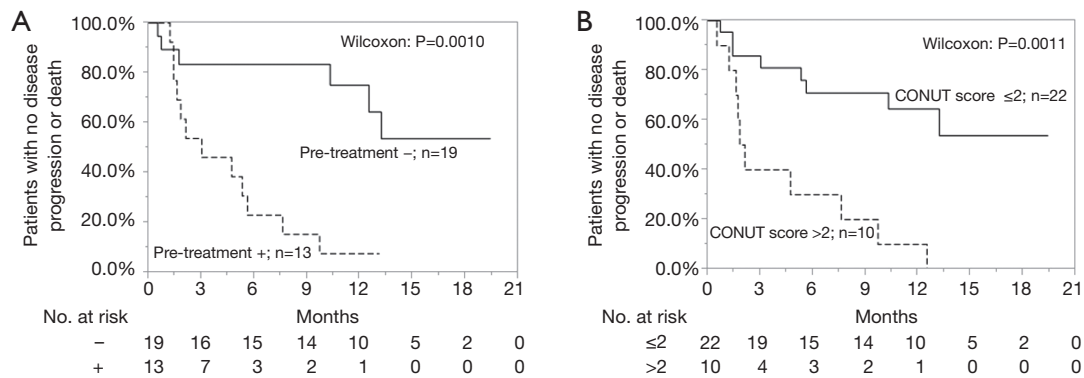 A
Patients with no disease
progression or death
100.0%
80.0%
60.0%
40.0%
20.0%
0.0%
Wilcoxon: P=0.0010
Pre-treatment −; n=19
Pre-treatment +; n=13
0 3 6 9 12 15 18 21
No. at risk Months
− 19 16 15 14 10 5 2 0
+ 13 7 3 2 1 0 0 0
B
Patients with no disease
progression or death
100.0%
80.0%
60.0%
40.0%
20.0%
0.0%
Wilcoxon: P=0.0011
CONUT score ≤2; n=22
CONUT score >2; n=10
0 3 6 9 12 15 18 21
No. at risk Months
≤2 22 19 15 14 10 5 2 0
>2 10 4 3 2 1 0 0 0